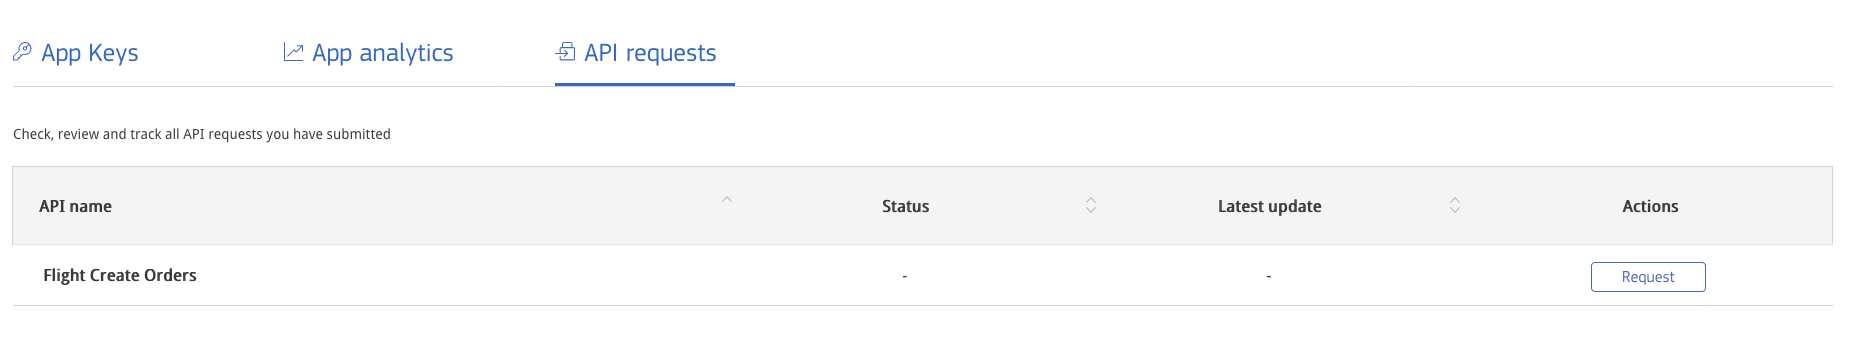 App Keys App analytics API requests
Check, review and track all API requests you have submitted
API name Status Latest update Actions
Flight Create Orders - - Request